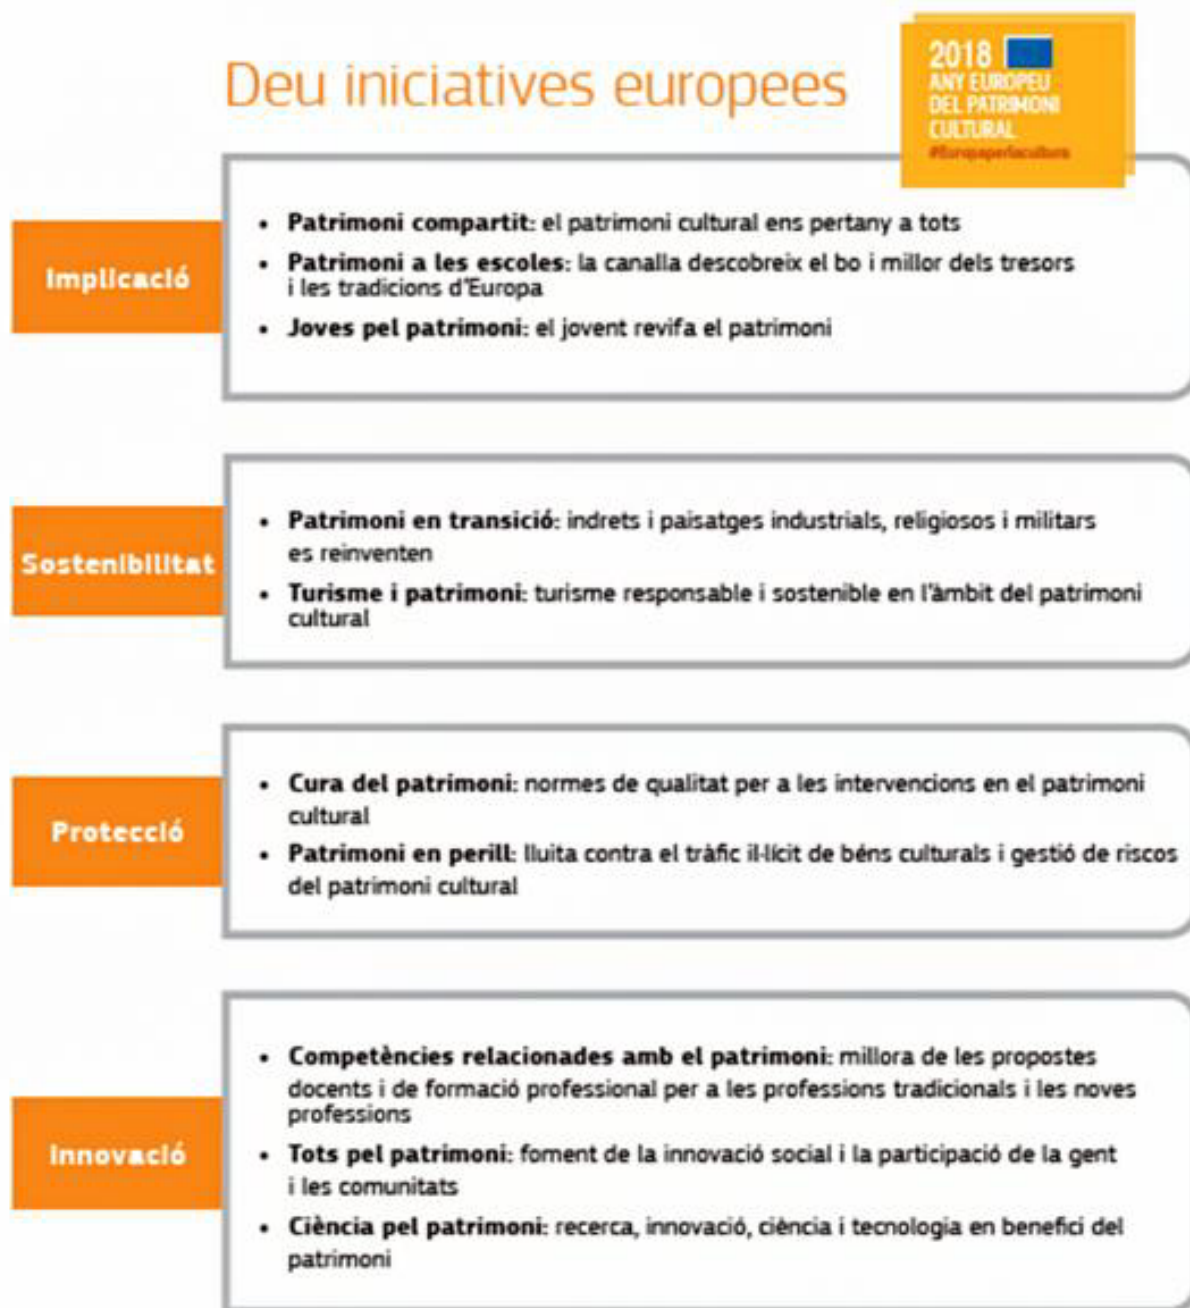 Deu iniciatives europees
2018
ANY EUROPEU
DEL PATRIMONI
CULTURAL
#Europaperlacultura
Implicació
• Patrimoni compartit: el patrimoni cultural ens pertany a tots
• Patrimoni a les escoles: la canalla descobreix el bo i millor dels tresors
i les tradicions d'Europa
• Joves pel patrimoni: el jovent revifa el patrimoni
Sostenibilitat
• Patrimoni en transició: indrets i paisatges industrials, religiosos i militars
es reinventen
• Turisme i patrimoni: turisme responsable i sostenible en l'àmbit del patrimoni
cultural
Protecció
• Cura del patrimoni: normes de qualitat per a les intervencions en el patrimoni
cultural
• Patrimoni en perill: lluita contra el tràfic il·lícit de béns culturals i gestió de riscos
del patrimoni cultural
Innovació
• Competències relacionades amb el patrimoni: millora de les propostes
docents i de formació professional per a les professions tradicionals i les noves
professions
• Tots pel patrimoni: foment de la innovació social i la participació de la gent
i les comunitats
• Ciència pel patrimoni: recerca, innovació, ciència i tecnologia en benefici del
patrimoni